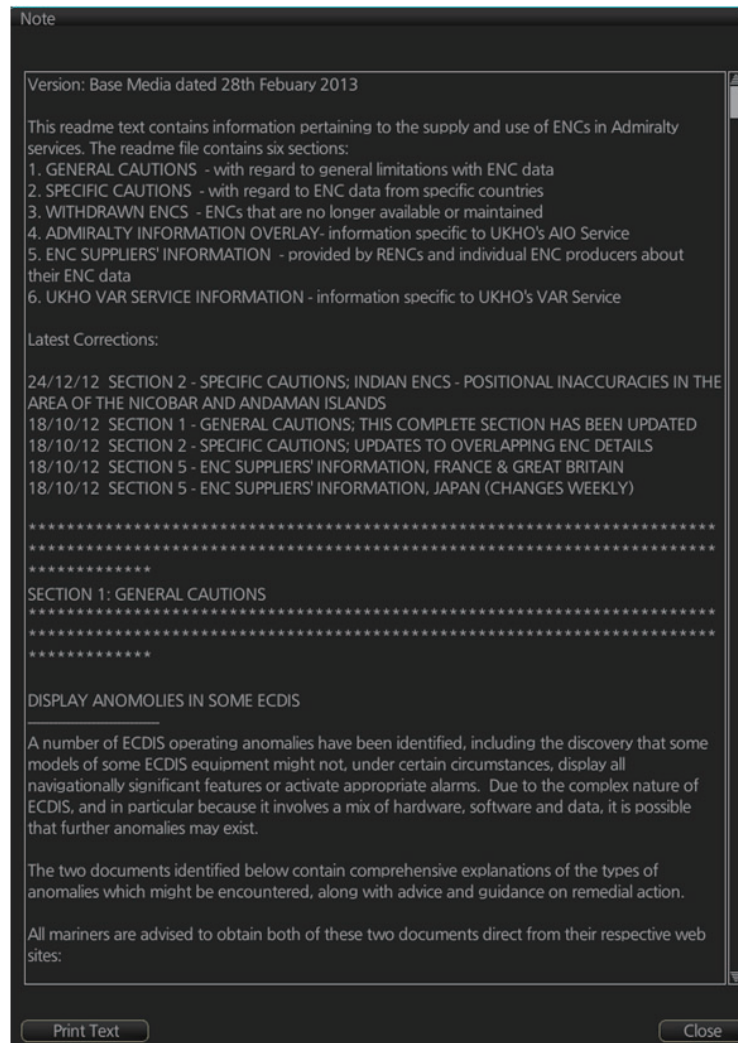 Note
Version: Base Media dated 28th Febuary 2013
This readme text contains information pertaining to the supply and use of ENCs in Admiralty
services. The readme file contains six sections:
1. GENERAL CAUTIONS  - with regard to general limitations with ENC data
2. SPECIFIC CAUTIONS  - with regard to ENC data from specific countries
3. WITHDRAWN ENCS - ENCs that are no longer available or maintained
4. ADMIRALTY INFORMATION OVERLAY- information specific to UKHO's AIO Service
5. ENC SUPPLIERS' INFORMATION  - provided by RENCs and individual ENC producers about
their ENC data
6. UKHO VAR SERVICE INFORMATION - information specific to UKHO's VAR Service
Latest Corrections:
24/12/12  SECTION 2 - SPECIFIC CAUTIONS; INDIAN ENCS - POSITIONAL INACCURACIES IN THE
AREA OF THE NICOBAR AND ANDAMAN ISLANDS
18/10/12  SECTION 1 - GENERAL CAUTIONS; THIS COMPLETE SECTION HAS BEEN UPDATED
18/10/12  SECTION 2 - SPECIFIC CAUTIONS; UPDATES TO OVERLAPPING ENC DETAILS
18/10/12  SECTION 5 - ENC SUPPLIERS' INFORMATION, FRANCE & GREAT BRITAIN
18/10/12  SECTION 5 - ENC SUPPLIERS' INFORMATION, JAPAN (CHANGES WEEKLY)
************************************************************************
************************************************************************
*************
SECTION 1: GENERAL CAUTIONS
************************************************************************
************************************************************************
*************
DISPLAY ANOMOLIES IN SOME ECDIS
A number of ECDIS operating anomalies have been identified, including the discovery that some
models of some ECDIS equipment might not, under certain circumstances, display all
navigationally significant features or activate appropriate alarms.  Due to the complex nature of
ECDIS, and in particular because it involves a mix of hardware, software and data, it is possible
that further anomalies may exist.
The two documents identified below contain comprehensive explanations of the types of
anomalies which might be encountered, along with advice and guidance on remedial action.
All mariners are advised to obtain both of these two documents direct from their respective web
sites:
Print Text
Close